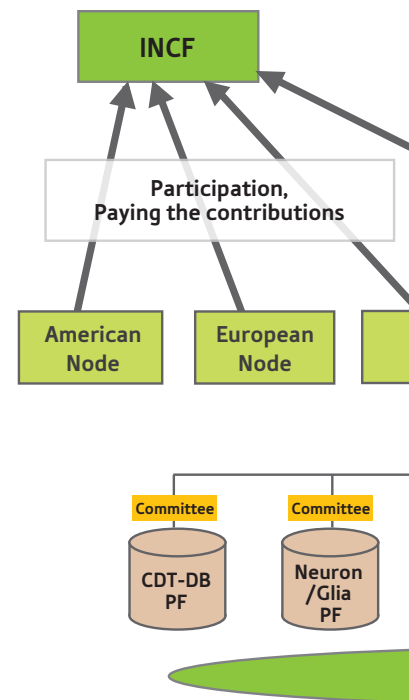 INCF
Participation,
Paying the contributions
American
Node
European
Node
Committee
Committee
CDT-DB
PF
Neuron
/Glia
PF